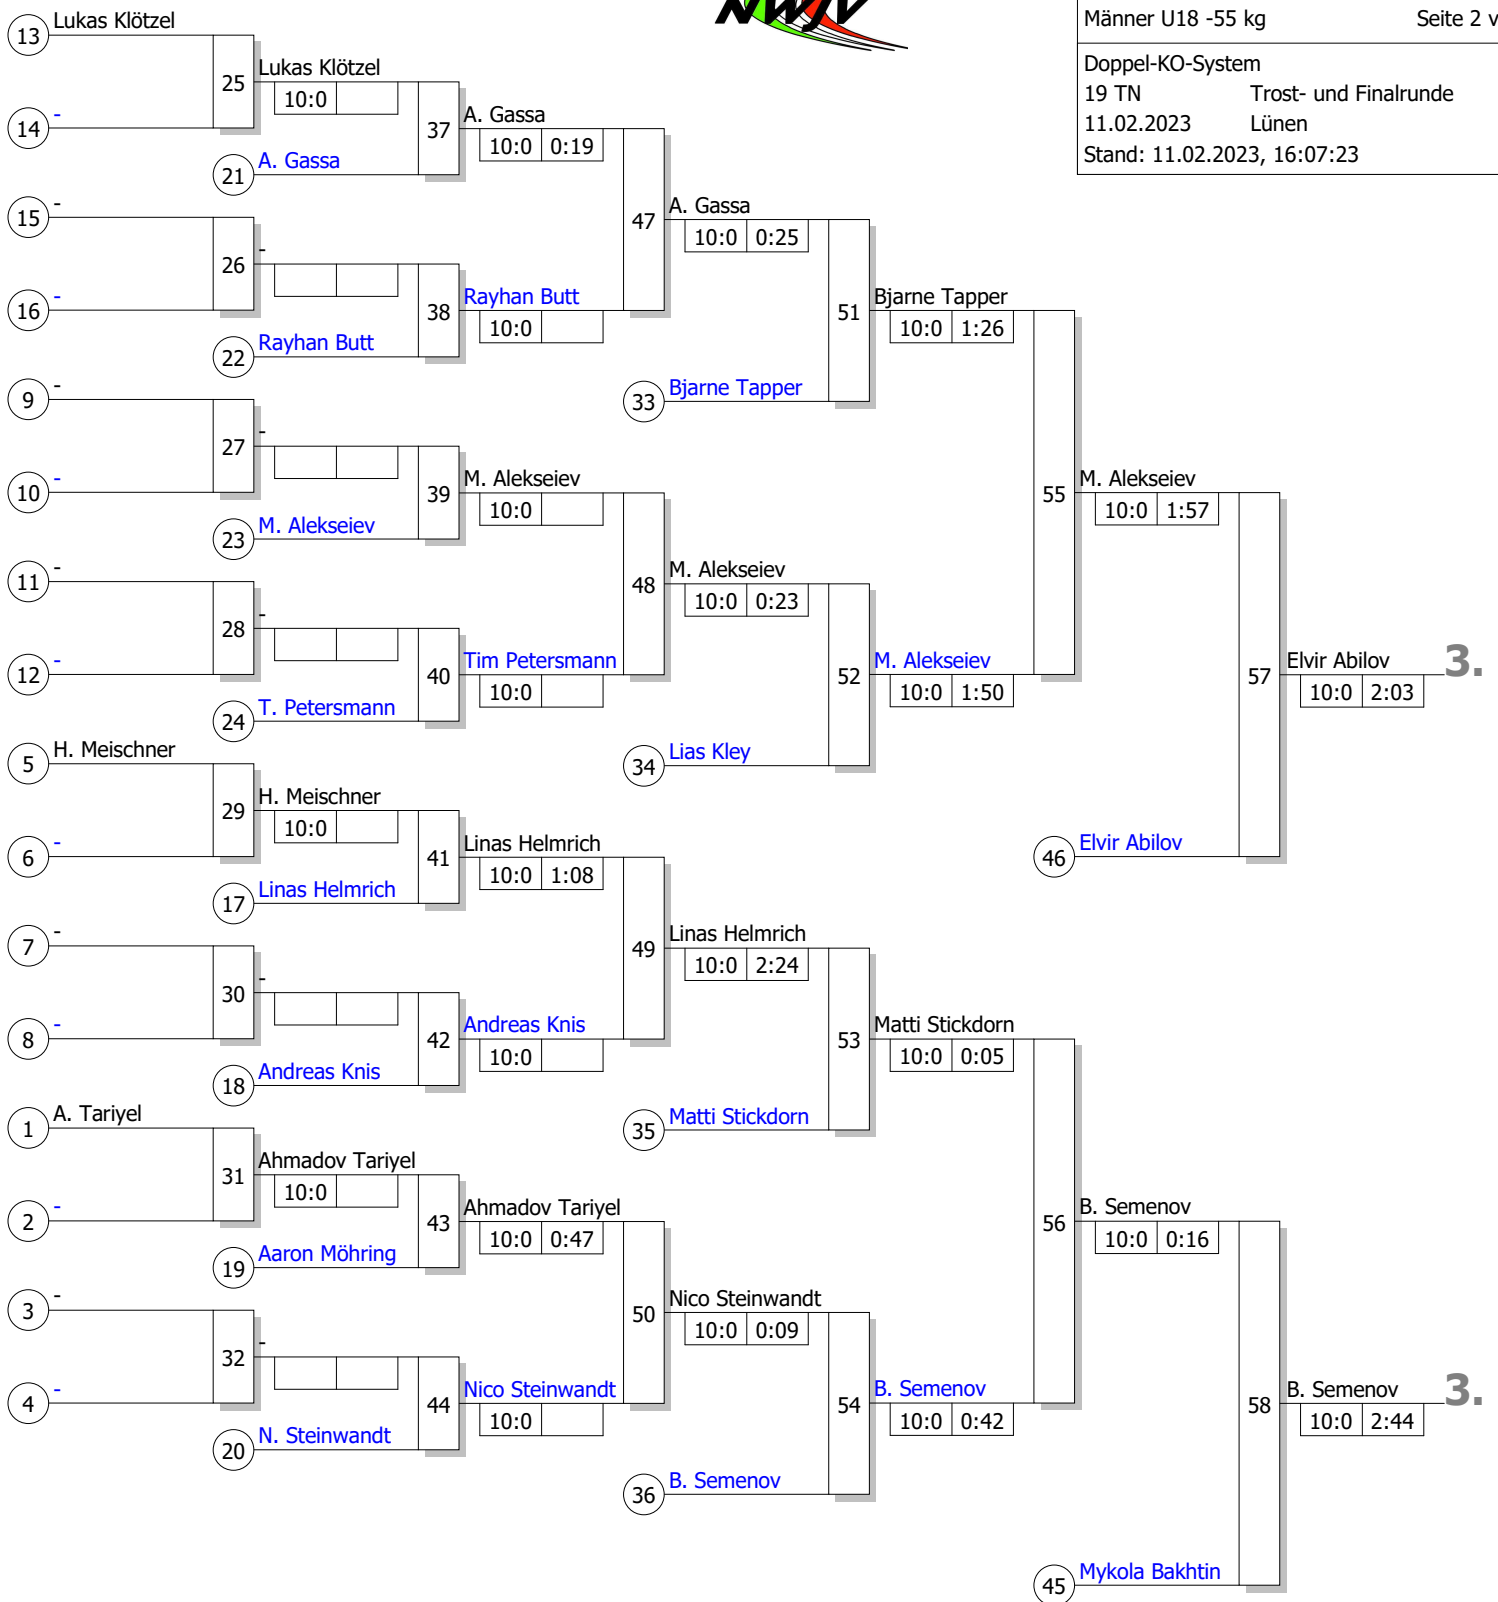 NWJV
Männer U18 -55 kg Seite 2 v
Doppel-KO-System
19 TN Trost- und Finalrunde
11.02.2023 Lünen
Stand: 11.02.2023, 16:07:23
13 Lukas Klötzel
25 Lukas Klötzel
10:0
14 -
37 A. Gassa
10:0 0:19
21 A. Gassa
15 -
47 A. Gassa
10:0 0:25
26 -
16 -
38 Rayhan Butt
10:0
22 Rayhan Butt
51 Bjarne Tapper
10:0 1:26
33 Bjarne Tapper
9 -
27 -
10 -
39 M. Alekseiev
10:0
23 M. Alekseiev
55 M. Alekseiev
10:0 1:57
11 -
48 M. Alekseiev
10:0 0:23
28 -
12 -
40 Tim Petersmann
10:0
24 T. Petersmann
52 M. Alekseiev
10:0 1:50
34 Lias Kley
57 Elvir Abilov 3.
10:0 2:03
5 H. Meischner
29 H. Meischner
10:0
6 -
41 Linas Helmrich
10:0 1:08
17 Linas Helmrich
46 Elvir Abilov
7 -
49 Linas Helmrich
10:0 2:24
30 -
8 -
42 Andreas Knis
10:0
18 Andreas Knis
53 Matti Stickdorn
10:0 0:05
35 Matti Stickdorn
1 A. Tariyel
31 Ahmadov Tariyel
10:0
2 -
43 Ahmadov Tariyel
10:0 0:47
19 Aaron Möhring
56 B. Semenov
10:0 0:16
3 -
50 Nico Steinwandt
10:0 0:09
32 -
4 -
44 Nico Steinwandt
10:0
20 N. Steinwandt
54 B. Semenov
10:0 0:42
36 B. Semenov
58 B. Semenov 3.
10:0 2:44
45 Mykola Bakhtin